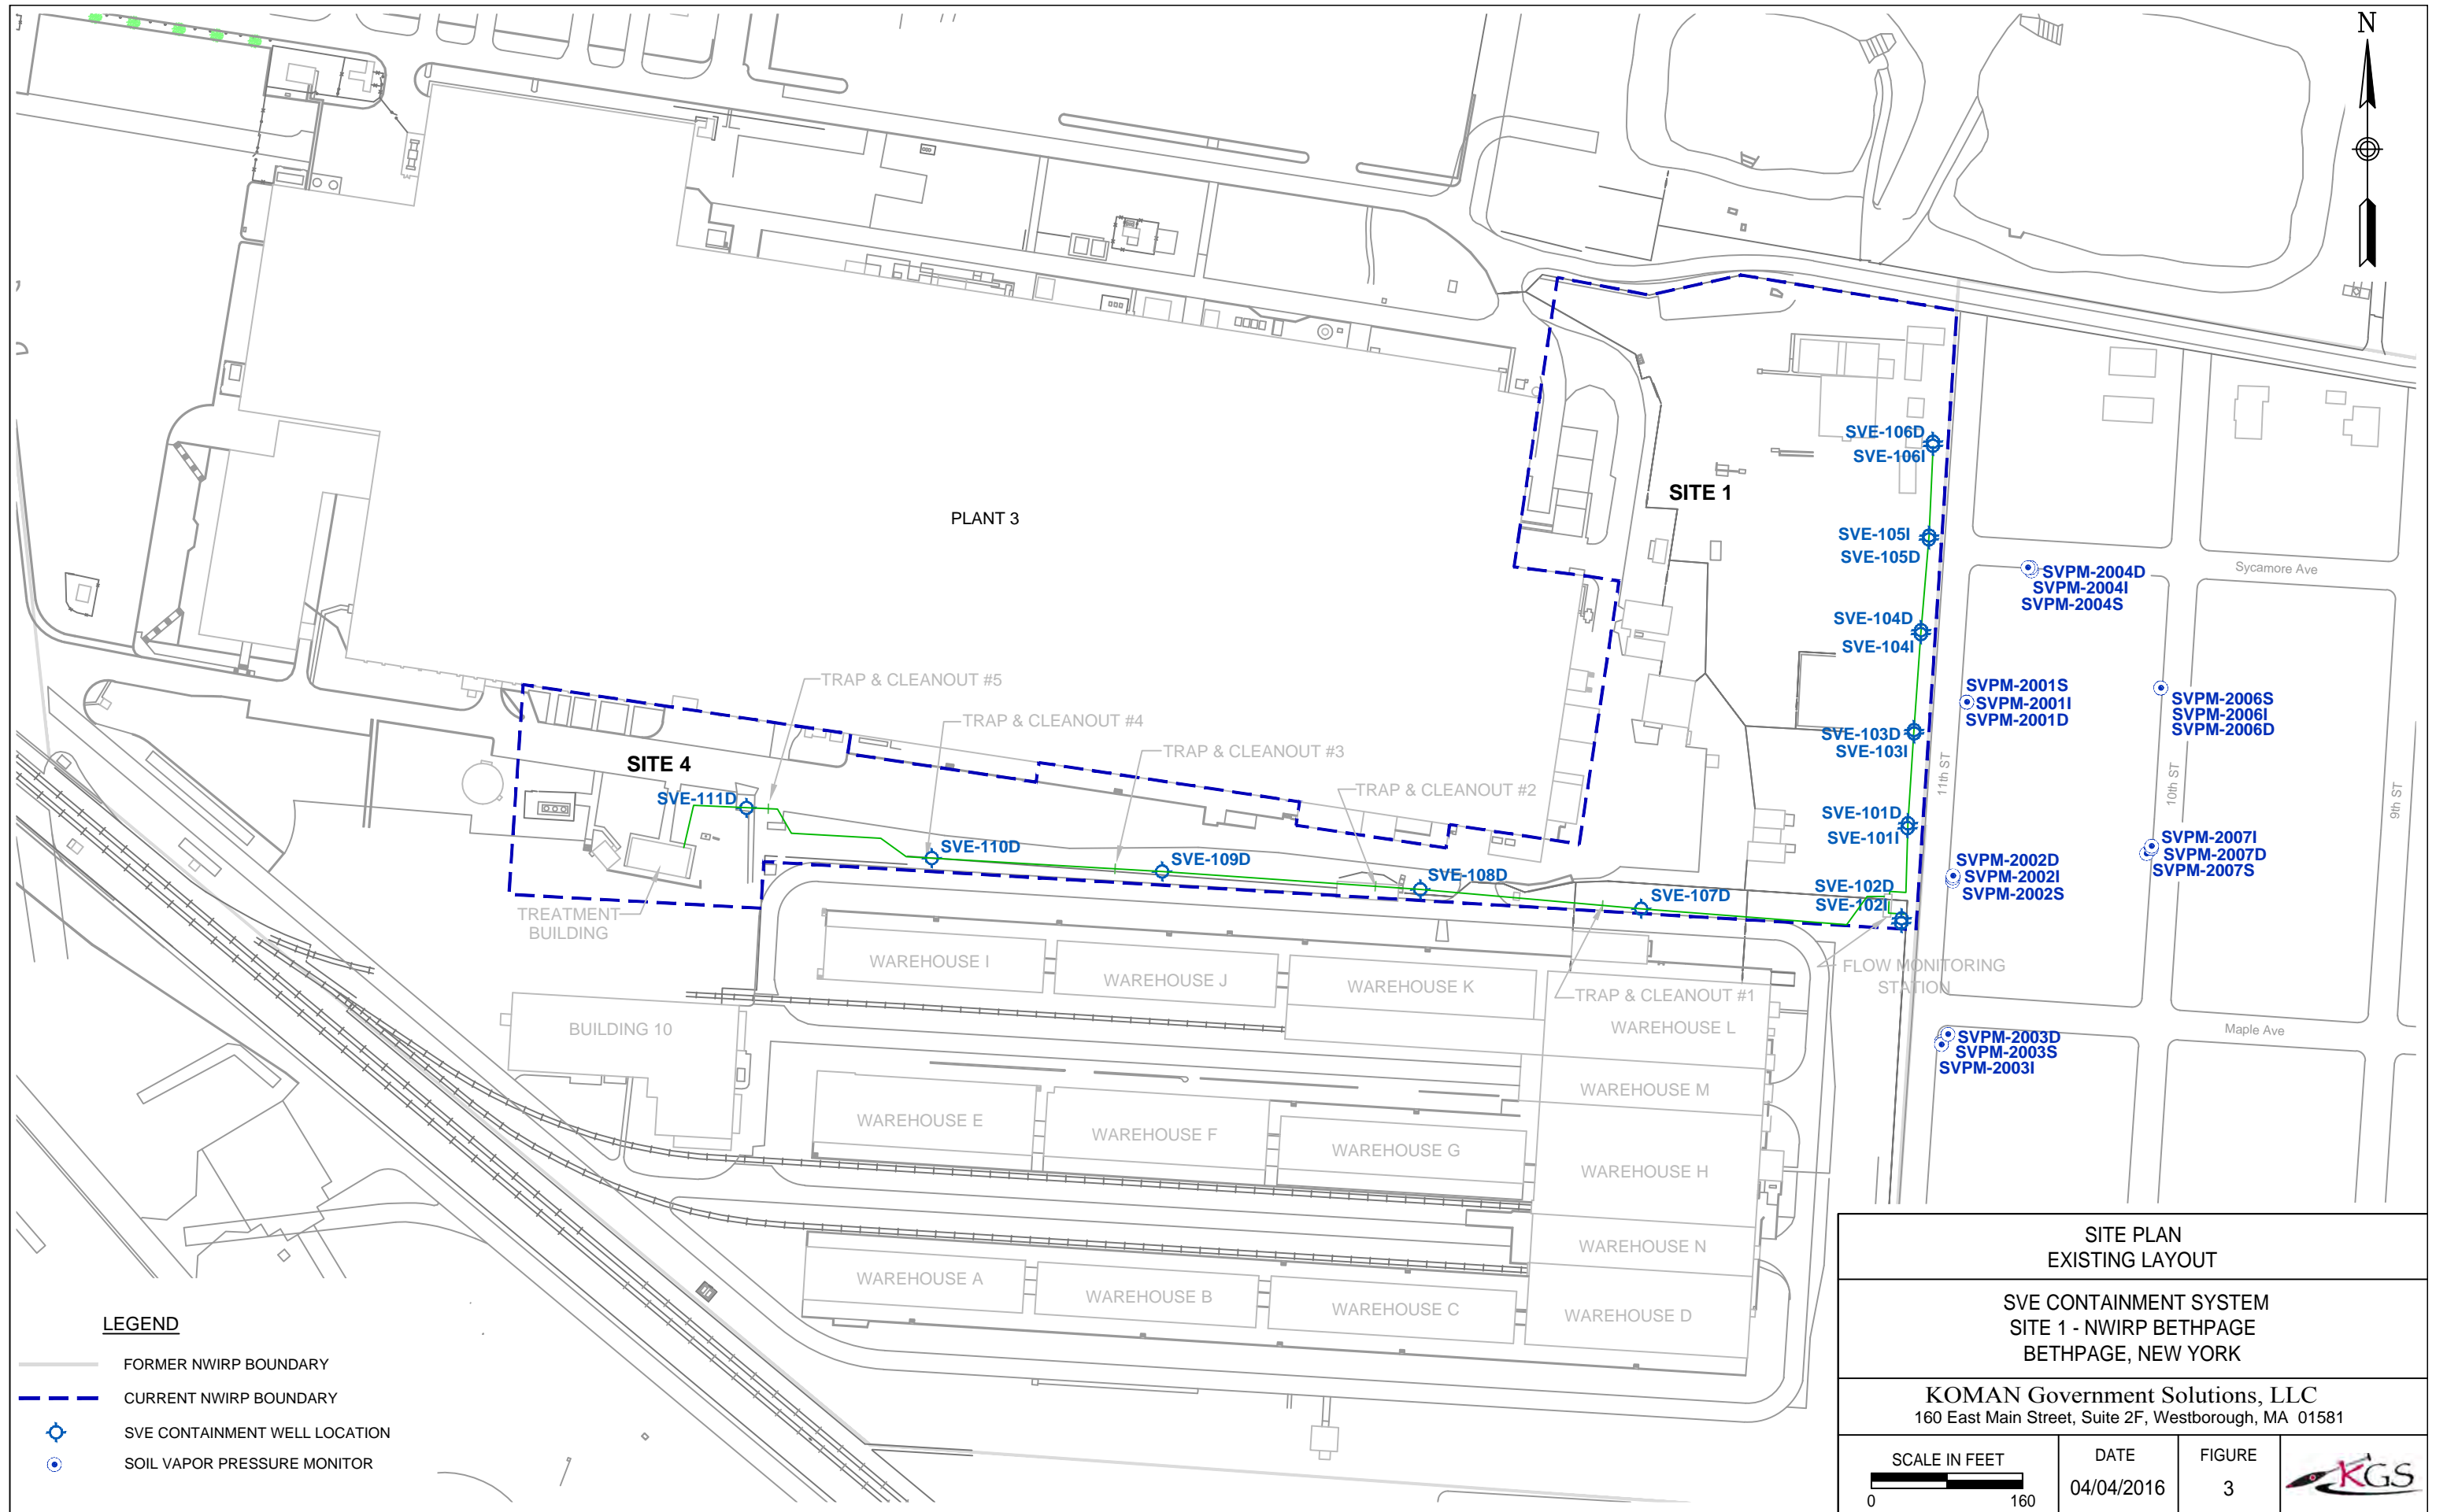 N
SVE-106D
SVE-106I
SITE 1
PLANT 3
SVE-105I
SVE-105D
Sycamore Ave
SVPM-2004D
SVPM-2004I
SVPM-2004S
SVE-104D
SVE-104I
TRAP & CLEANOUT #5
SVPM-2001S
SVPM-2001I
SVPM-2001D
SVPM-2006S
SVPM-2006I
SVPM-2006D
TRAP & CLEANOUT #4
SVE-103D
SVE-103I
TRAP & CLEANOUT #3
SITE 4
11th ST
10th ST
9th ST
TRAP & CLEANOUT #2
SVE-111D
SVE-101D
SVE-101I
SVE-110D
SVE-109D
SVPM-2007I
SVPM-2007D
SVPM-2007S
SVPM-2002D
SVPM-2002I
SVPM-2002S
SVE-108D
SVE-107D
SVE-102D
SVE-102I
TREATMENT
BUILDING
FLOW MONITORING
STATION
WAREHOUSE I
WAREHOUSE J
WAREHOUSE K
TRAP & CLEANOUT #1
BUILDING 10
WAREHOUSE L
Maple Ave
SVPM-2003D
SVPM-2003S
SVPM-2003I
WAREHOUSE M
WAREHOUSE E
WAREHOUSE F
WAREHOUSE G
WAREHOUSE H
WAREHOUSE N
WAREHOUSE A
WAREHOUSE B
WAREHOUSE C
WAREHOUSE D
LEGEND
FORMER NWIRP BOUNDARY
CURRENT NWIRP BOUNDARY
SVE CONTAINMENT WELL LOCATION
SOIL VAPOR PRESSURE MONITOR
SITE PLAN
EXISTING LAYOUT
SVE CONTAINMENT SYSTEM
SITE 1 - NWIRP BETHPAGE
BETHPAGE, NEW YORK
KOMAN Government Solutions, LLC
160 East Main Street, Suite 2F, Westborough, MA 01581
SCALE IN FEET
0 160
DATE
04/04/2016
FIGURE
3
KGS